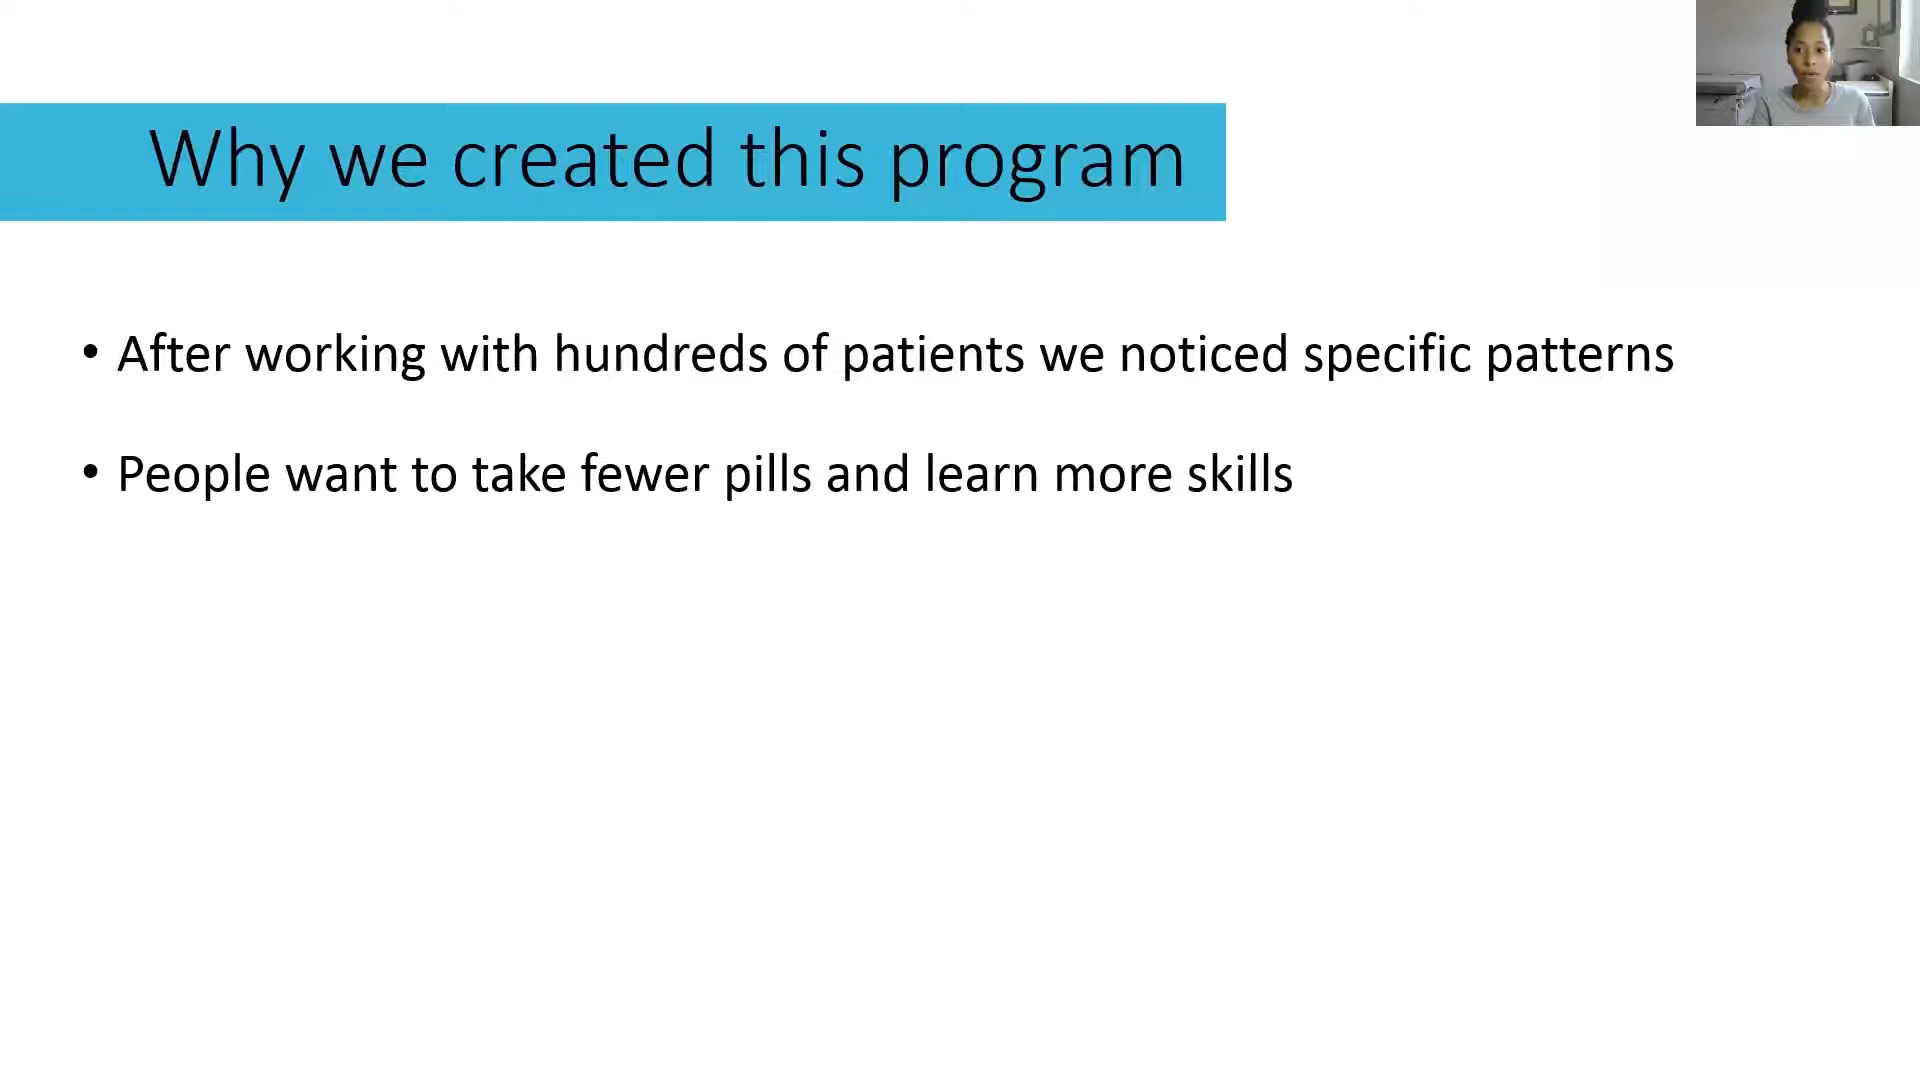 Why we created this program
• After working with hundreds of patients we noticed specific patterns
• People want to take fewer pills and learn more skills